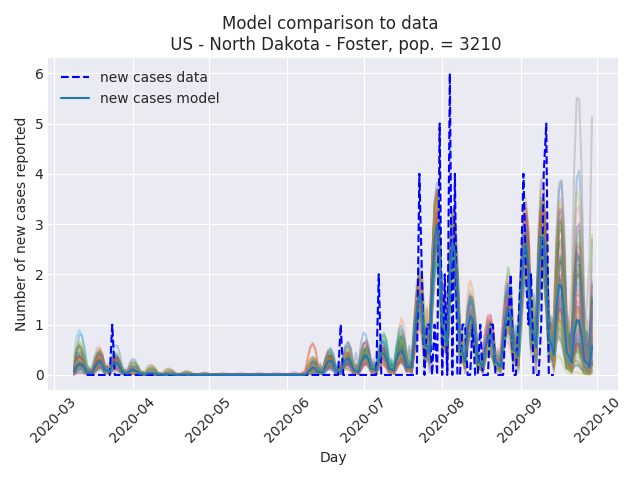 Model comparison to data
US - North Dakota - Foster, pop. = 3210
new cases data
new cases model
Number of new cases reported
6
5
4
3
2
1
0
2020-03
2020-04
2020-05
2020-06
2020-07
2020-08
2020-09
2020-10
Day